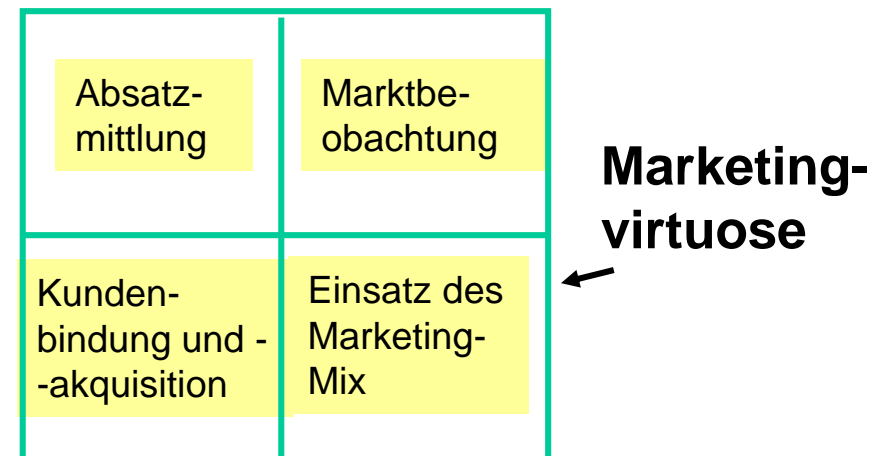 Absatz-
mittlung
Marktbe-
obachtung
Marketing-
virtuose
Kunden-
bindung und -
-akquisition
Einsatz des
Marketing-
Mix